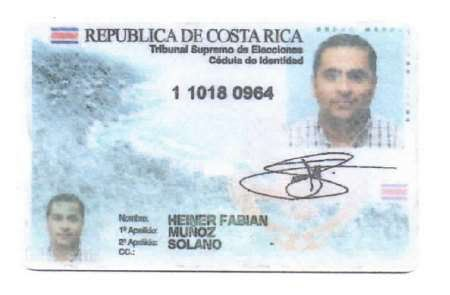 REPUBLICA DE COSTA RICA
Tribunal Supremo de Elecciones
Cédula de Identidad
1 1018 0964
Nombre: HEINER FABIAN
1º Apellido: MUÑOZ
2º Apellido: SOLANO
CC.: